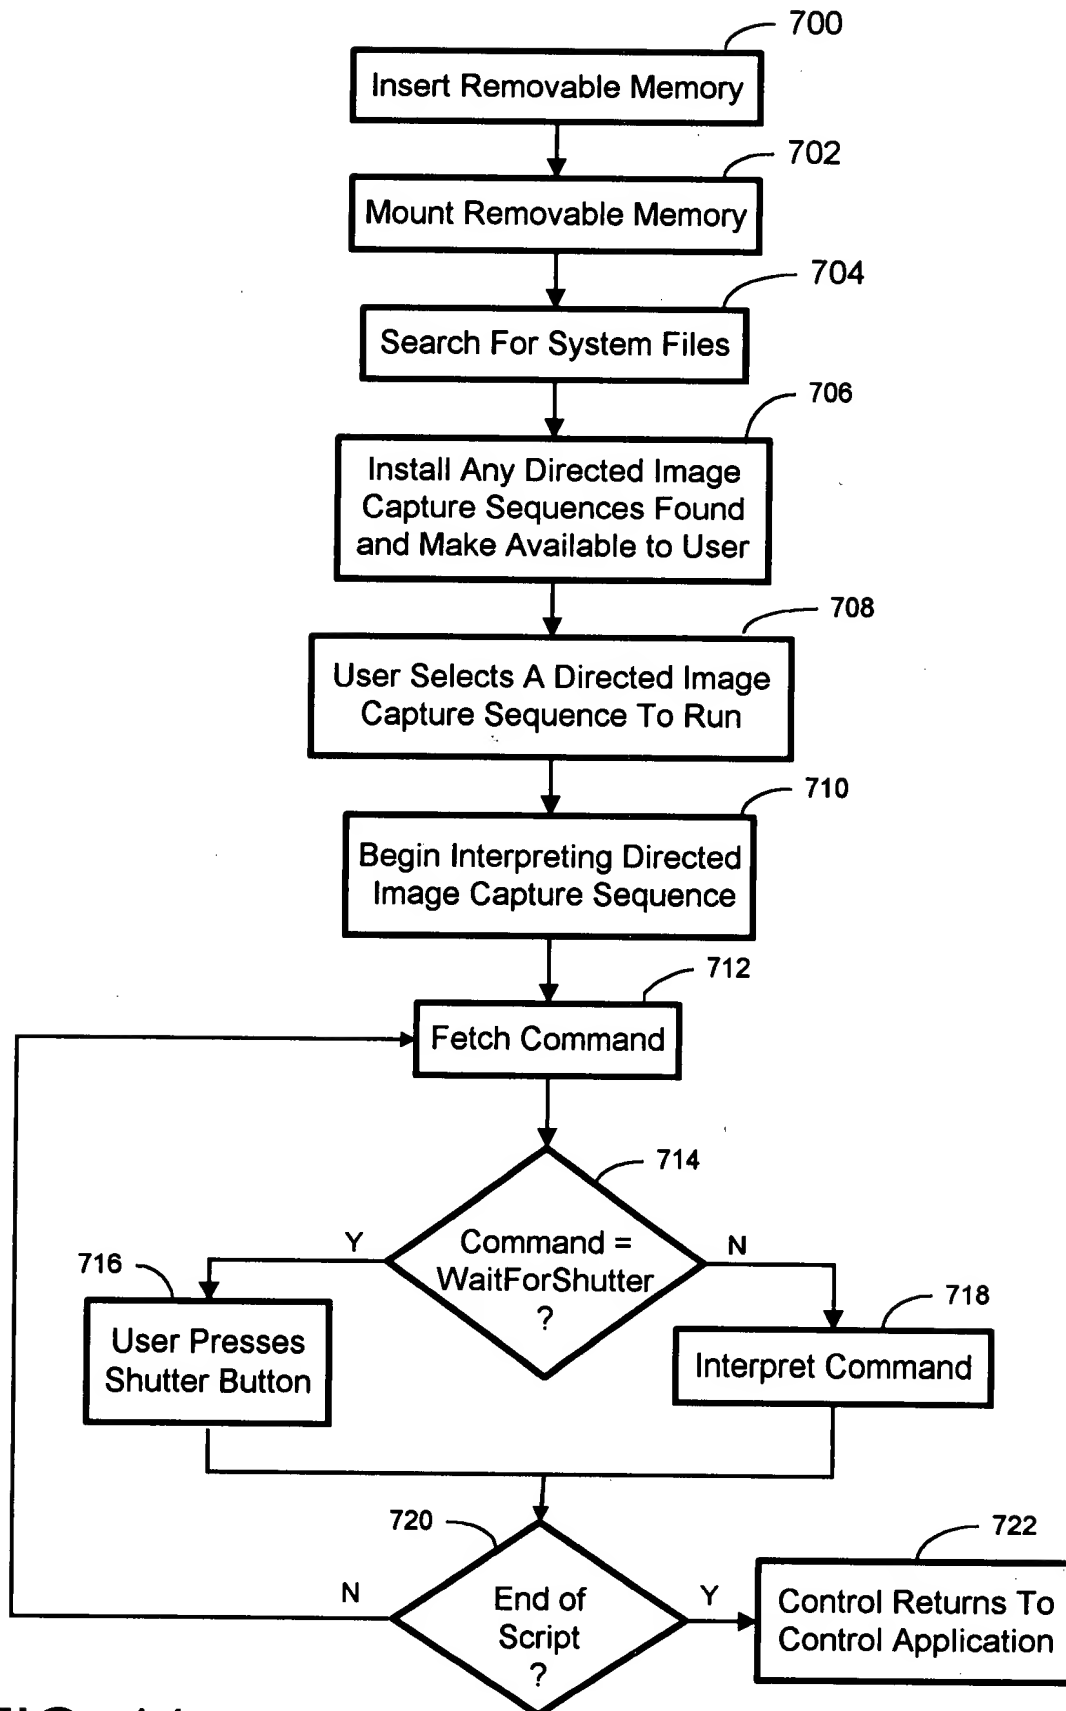 700
Insert Removable Memory
702
Mount Removable Memory
704
Search For System Files
706
Install Any Directed Image
Capture Sequences Found
and Make Available to User
708
User Selects A Directed Image
Capture Sequence To Run
710
Begin Interpreting Directed
Image Capture Sequence
712
Fetch Command
714
Command =
WaitForShutter
?
Y
N
716
User Presses
Shutter Button
718
Interpret Command
720
End of
Script
?
N
Y
722
Control Returns To
Control Application